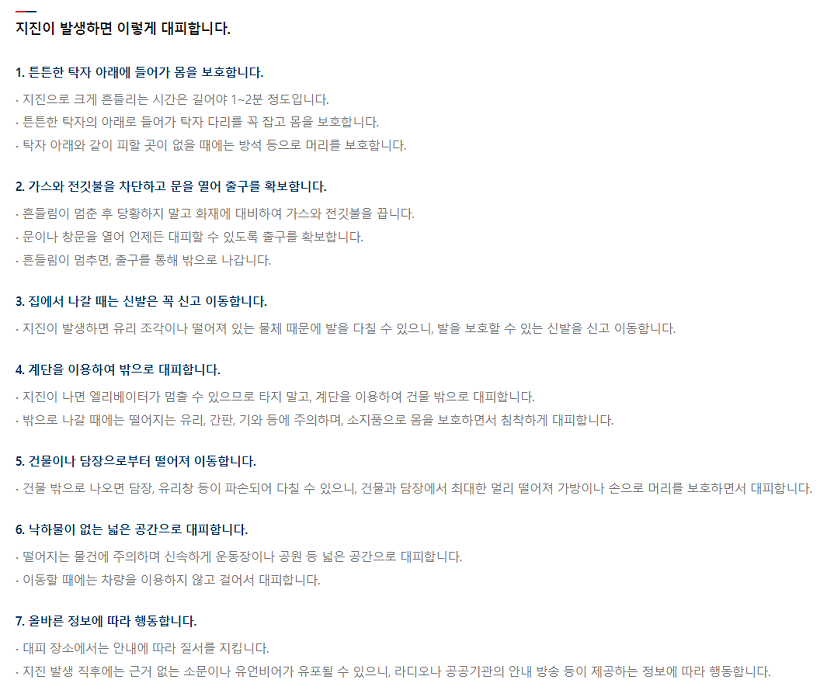 지진이 발생하면 이렇게 대피합니다.
1. 튼튼한 탁자 아래에 들어가 몸을 보호합니다.
· 지진으로 크게 흔들리는 시간은 길어야 1~2분 정도입니다.
· 튼튼한 탁자의 아래로 들어가 탁자 다리를 꼭 잡고 몸을 보호합니다.
· 탁자 아래와 같이 피할 곳이 없을 때에는 방석 등으로 머리를 보호합니다.
2. 가스와 전깃불을 차단하고 문을 열어 출구를 확보합니다.
· 흔들림이 멈춘 후 당황하지 말고 화재에 대비하여 가스와 전깃불을 끕니다.
· 문이나 창문을 열어 언제든 대피할 수 있도록 출구를 확보합니다.
· 흔들림이 멈추면, 출구를 통해 밖으로 나갑니다.
3. 집에서 나갈 때는 신발은 꼭 신고 이동합니다.
· 지진이 발생하면 유리 조각이나 떨어져 있는 물체 때문에 발을 다칠 수 있으니, 발을 보호할 수 있는 신발을 신고 이동합니다.
4. 계단을 이용하여 밖으로 대피합니다.
· 지진이 나면 엘리베이터가 멈출 수 있으므로 타지 말고, 계단을 이용하여 건물 밖으로 대피합니다.
· 밖으로 나갈 때에는 떨어지는 유리, 간판, 기와 등에 주의하며, 소지품으로 몸을 보호하면서 침착하게 대피합니다.
5. 건물이나 담장으로부터 떨어져 이동합니다.
· 건물 밖으로 나오면 담장, 유리창 등이 파손되어 다칠 수 있으니, 건물과 담장에서 최대한 멀리 떨어져 가방이나 손으로 머리를 보호하면서 대피합니다.
6. 낙하물이 없는 넓은 공간으로 대피합니다.
· 떨어지는 물건에 주의하며 신속하게 운동장이나 공원 등 넓은 공간으로 대피합니다.
· 이동할 때에는 차량을 이용하지 않고 걸어서 대피합니다.
7. 올바른 정보에 따라 행동합니다.
· 대피 장소에서는 안내에 따라 질서를 지킵니다.
· 지진 발생 직후에는 근거 없는 소문이나 유언비어가 유포될 수 있으니, 라디오나 공공기관의 안내 방송 등이 제공하는 정보에 따라 행동합니다.